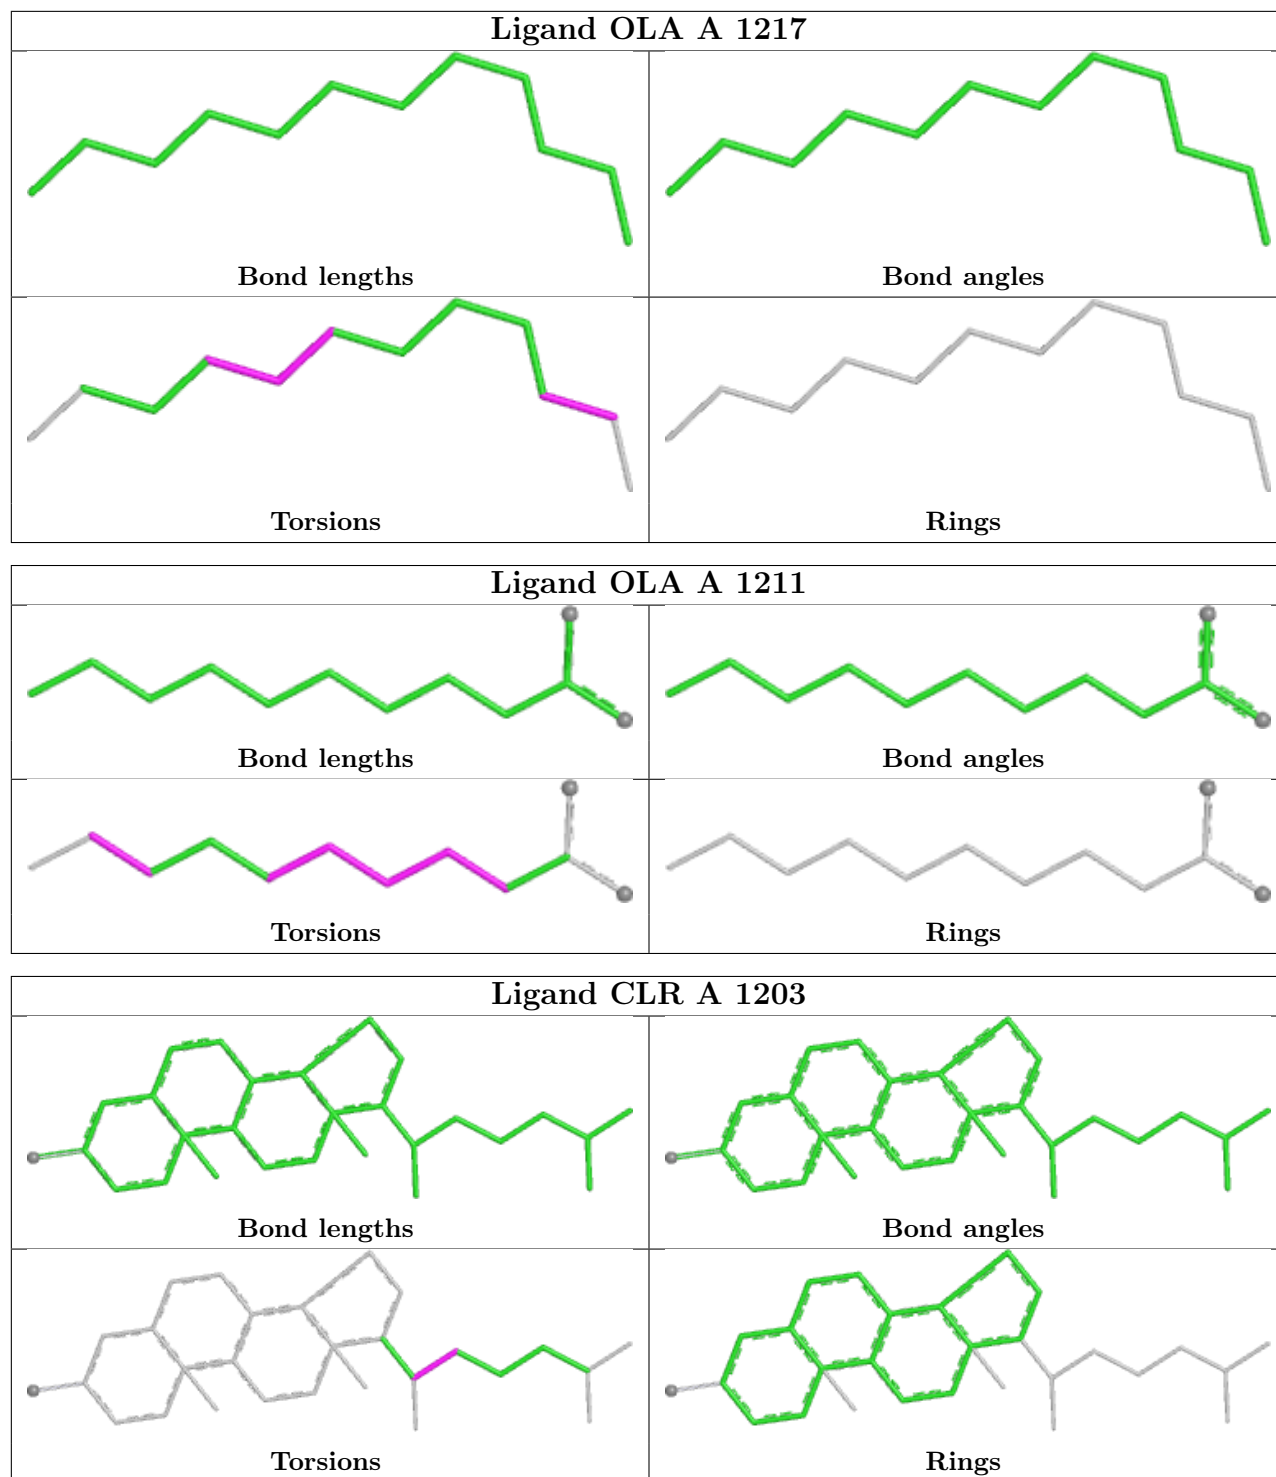 Ligand OLA A 1217
Bond lengths
Bond angles
Torsions
Rings
Ligand OLA A 1211
Bond lengths
Bond angles
Torsions
Rings
Ligand CLR A 1203
Bond lengths
Bond angles
Torsions
Rings